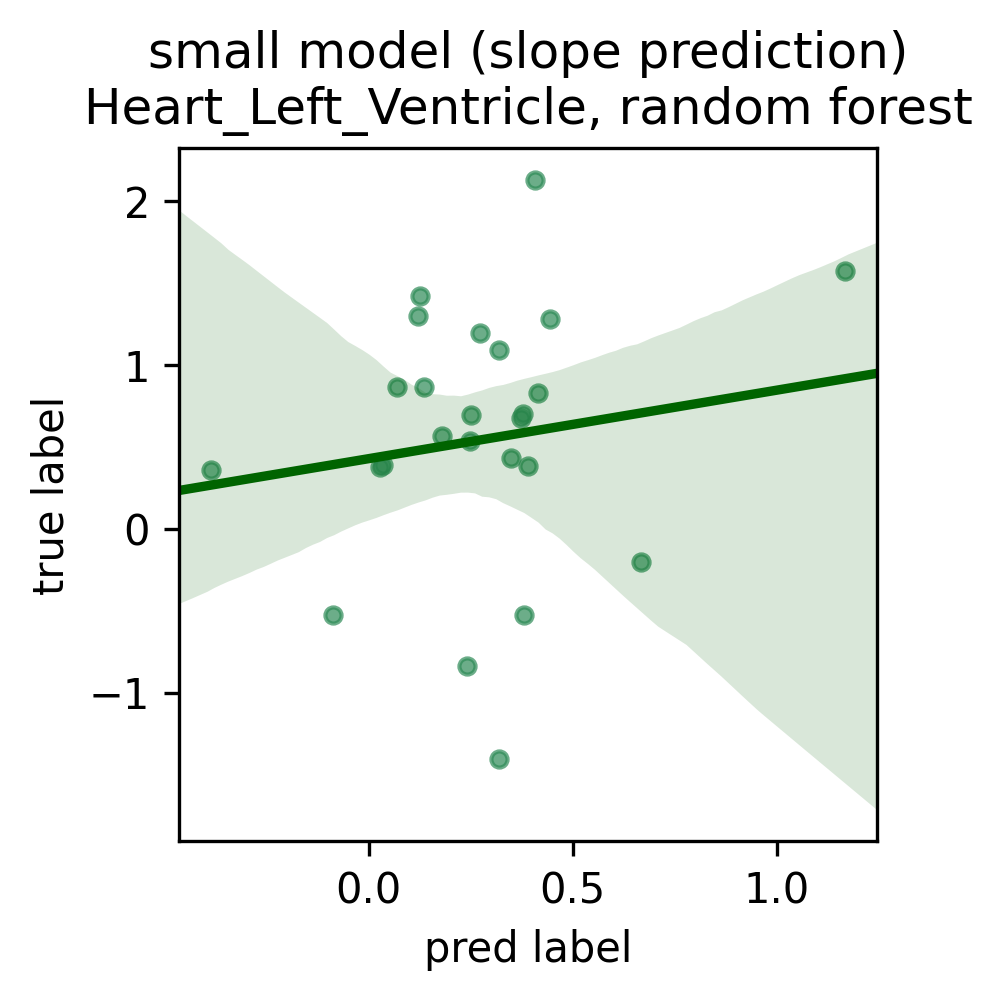 small model (slope prediction)
Heart_Left_Ventricle, random forest
2
1
0
−1
true label
0.0 0.5 1.0
pred label